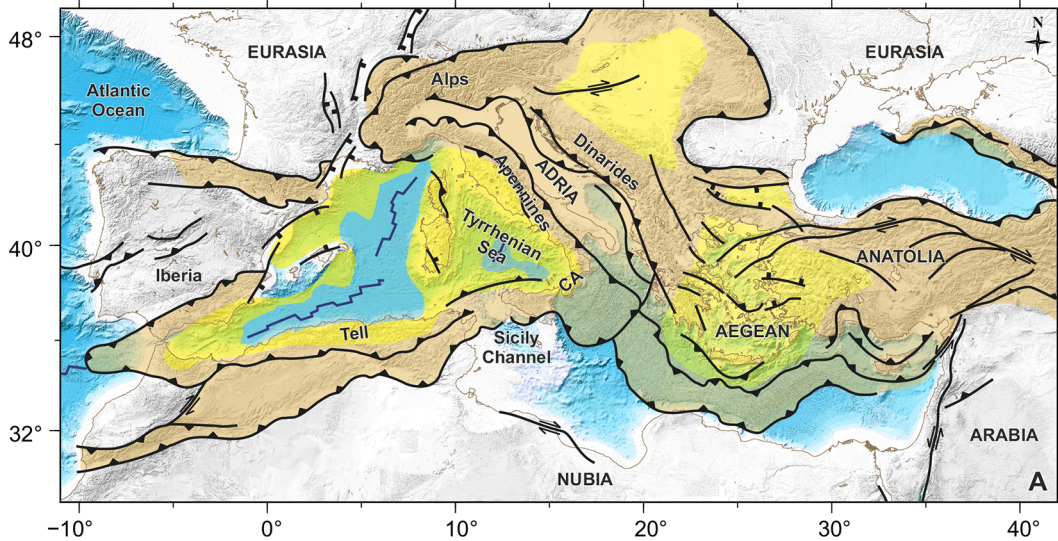 N
48°
EURASIA
EURASIA
Alps
Atlantic
Ocean
Dinarides
ADRIA
Apennines
Tyrrhenian
Sea
40°
Iberia
ANATOLIA
CA
Tell
AEGEAN
Sicily
Channel
32°
ARABIA
NUBIA
A
−10°
0°
10°
20°
30°
40°